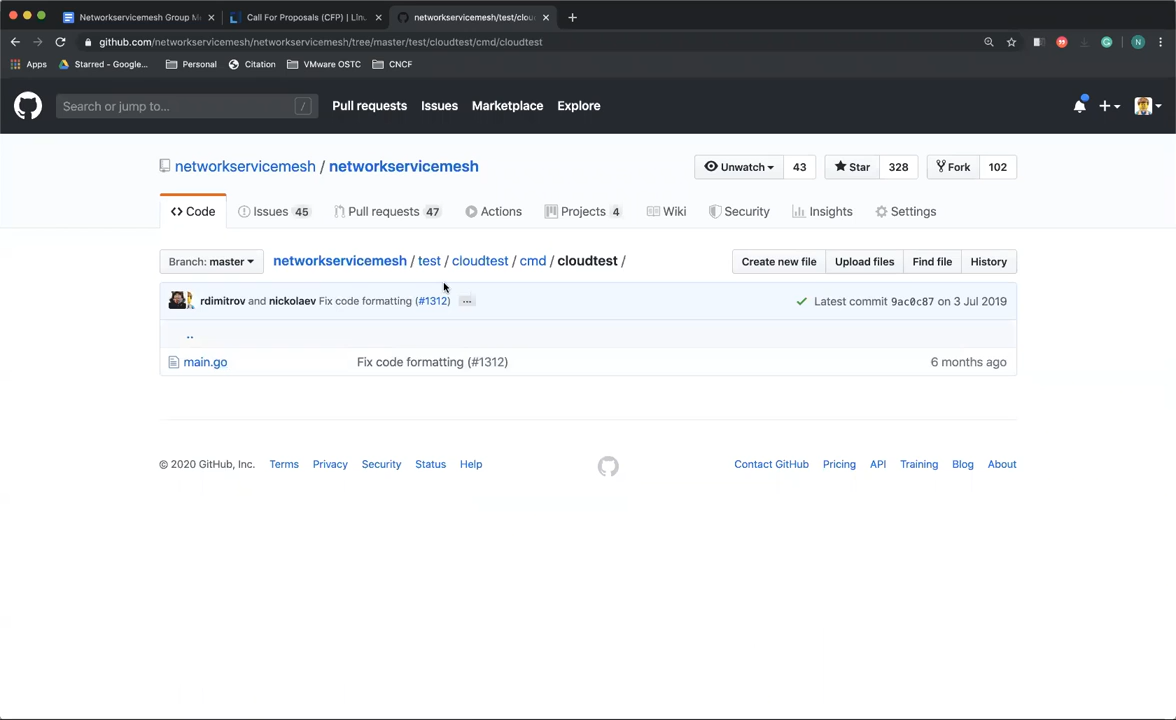 Networkservicemesh Group Me
Call For Proposals (CFP) | Linu
networkservicemesh/test/clou
github.com/networkservicemesh/networkservicemesh/tree/master/test/cloudtest/cmd/cloudtest
N
Apps
Starred - Google...
Personal
Citation
VMware OSTC
CNCF
Search or jump to...
/
Pull requests
Issues
Marketplace
Explore
networkservicemesh / networkservicemesh
Unwatch 43
Star 328
Fork 102
Code
Issues 45
Pull requests 47
Actions
Projects 4
Wiki
Security
Insights
Settings
Branch: master
networkservicemesh / test / cloudtest / cmd / cloudtest /
Create new file
Upload files
Find file
History
rdimitrov and nickolaev Fix code formatting (#1312) ...
Latest commit 9ac0c87 on 3 Jul 2019
..
main.go
Fix code formatting (#1312)
6 months ago
© 2020 GitHub, Inc.
Terms
Privacy
Security
Status
Help
Contact GitHub
Pricing
API
Training
Blog
About